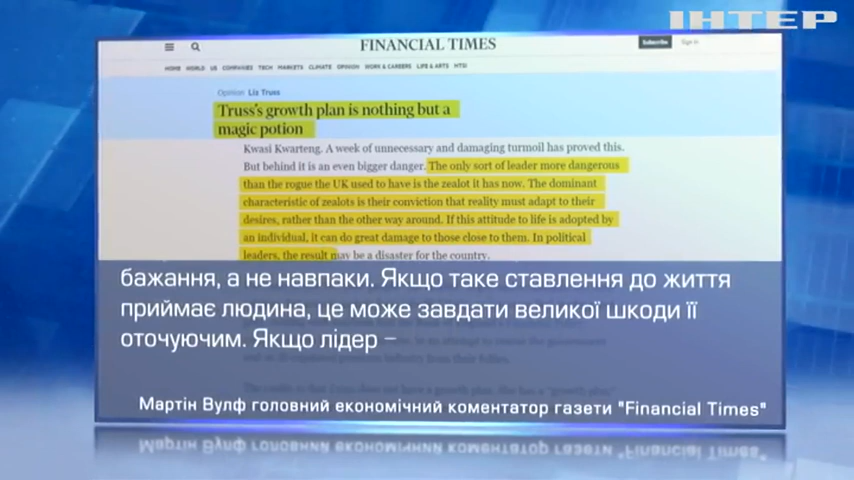 ІНТЕР
FINANCIAL TIMES
Subscribe Sign in
HOME WORLD US COMPANIES TECH MARKETS CLIMATE OPINION WORK & CAREERS LIFE & ARTS HTSI
Opinion Liz Truss
Truss's growth plan is nothing but a
magic potion
Kwasi Kwarteng. A week of unnecessary and damaging turmoil has proved this.
But behind it is an even bigger danger. The only sort of leader more dangerous
than the rogue the UK used to have is the zealot it has now. The dominant
characteristic of zealots is their conviction that reality must adapt to their
desires, rather than the other way around. If this attitude to life is adopted by
an individual, it can do great damage to those close to them. In political
leaders, the result may be a disaster for the country.
бажання, а не навпаки. Якщо таке ставлення до життя
приймає людина, це може завдати великої шкоди її
оточуючим. Якщо лідер –
Мартін Вулф головний економічний коментатор газети "Financial Times"